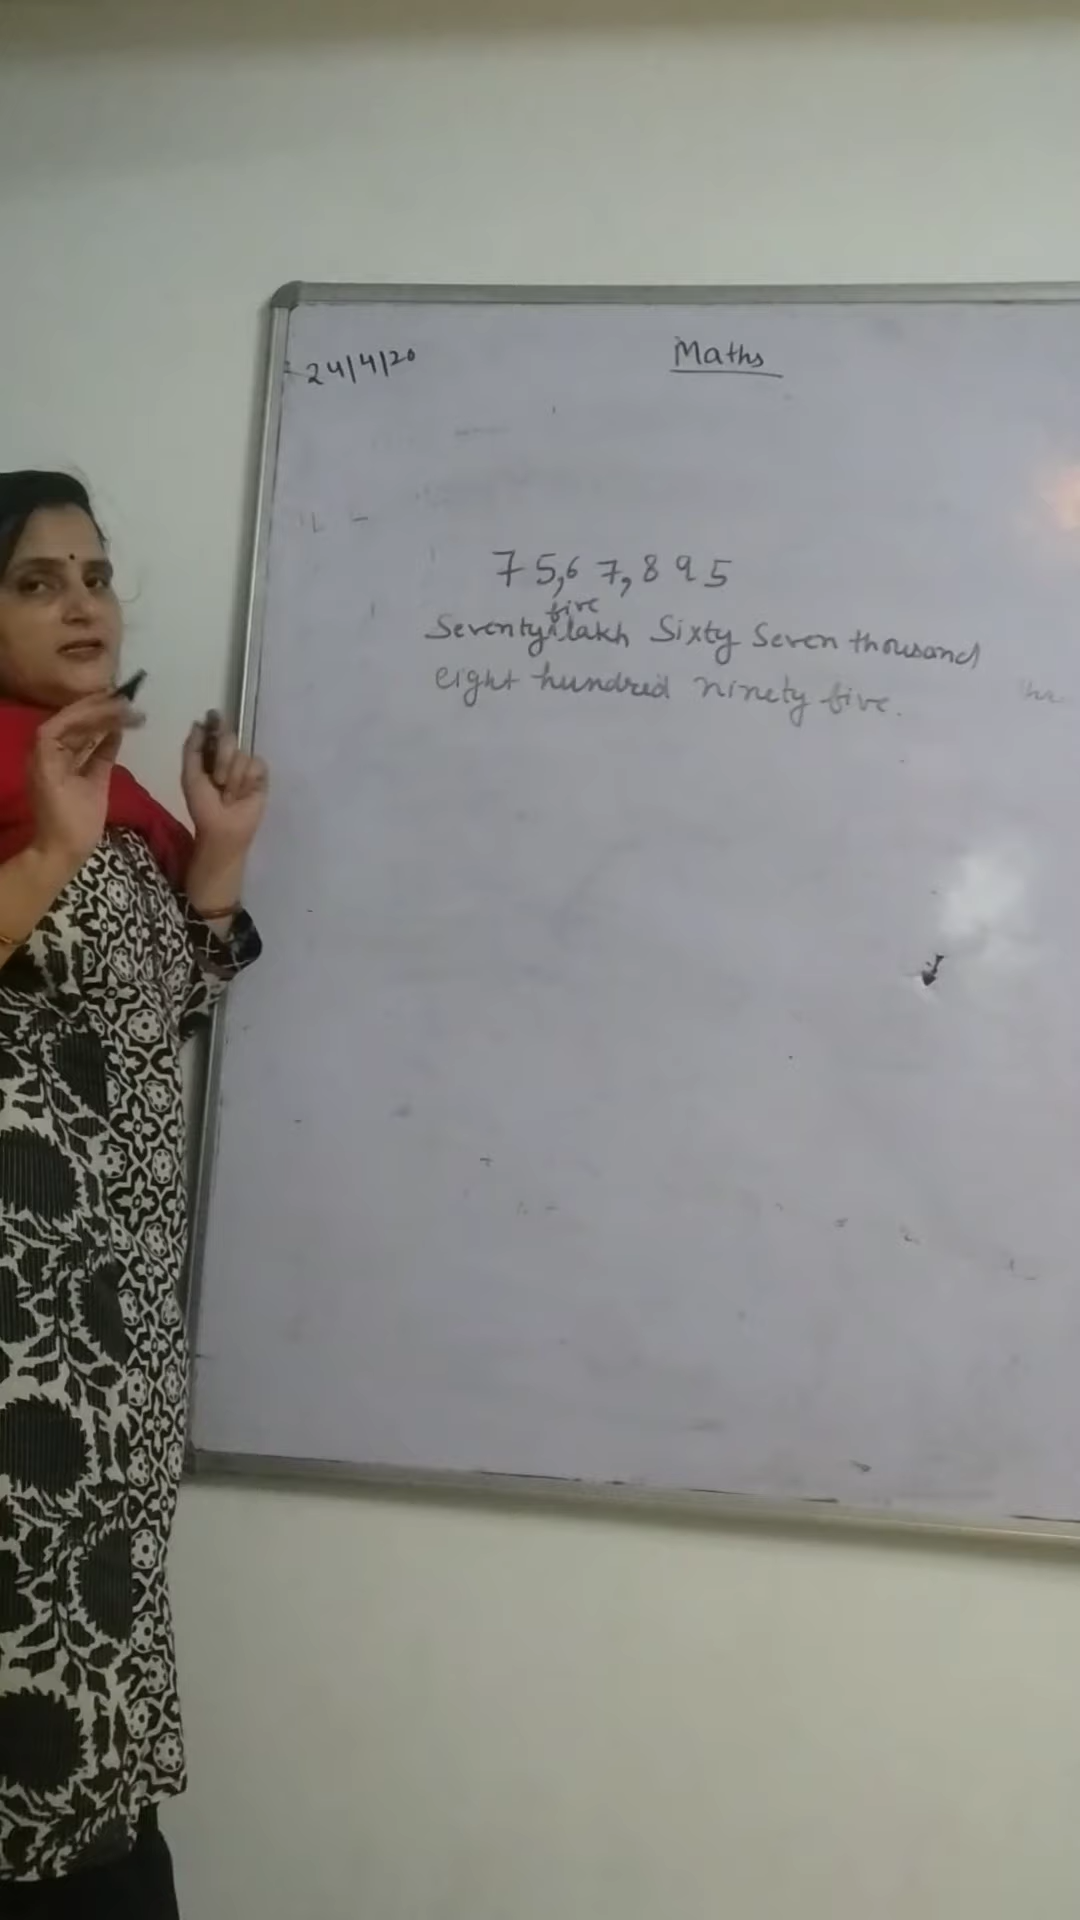 24/4/20
Maths
75,67,895
Seventy five lakh Sixty Seven thousand
eight hundred ninety five.